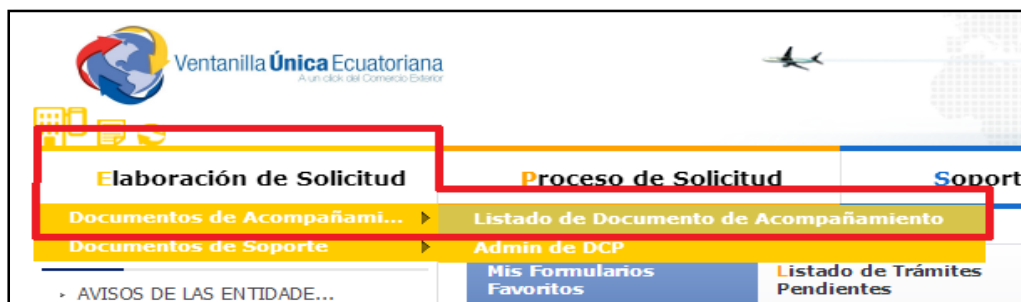 Ventanilla Única Ecuatoriana
A un click del Comercio Exterior
Elaboración de Solicitud
Proceso de Solicitud
Soport
Documentos de Acompañami...
Listado de Documento de Acompañamiento
Documentos de Soporte
Admin de DCP
Mis Formularios
Favoritos
Listado de Trámites
Pendientes
AVISOS DE LAS ENTIDADE...